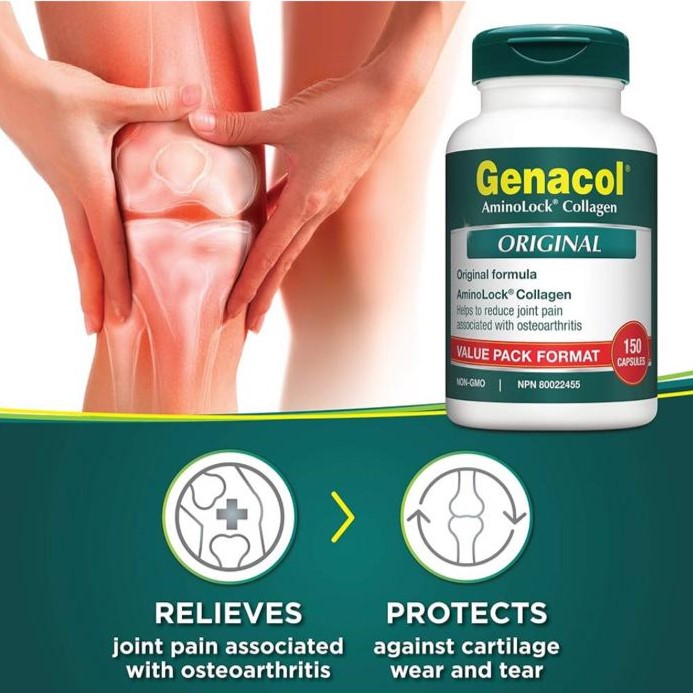 Genacol®
AminoLock® Collagen
ORIGINAL
Original formula
AminoLock® Collagen
Helps to reduce joint pain
associated with osteoarthritis
VALUE PACK FORMAT
150
CAPSULES
NON-GMO | NPN 80022455
RELIEVES
joint pain associated
with osteoarthritis
PROTECTS
against cartilage
wear and tear